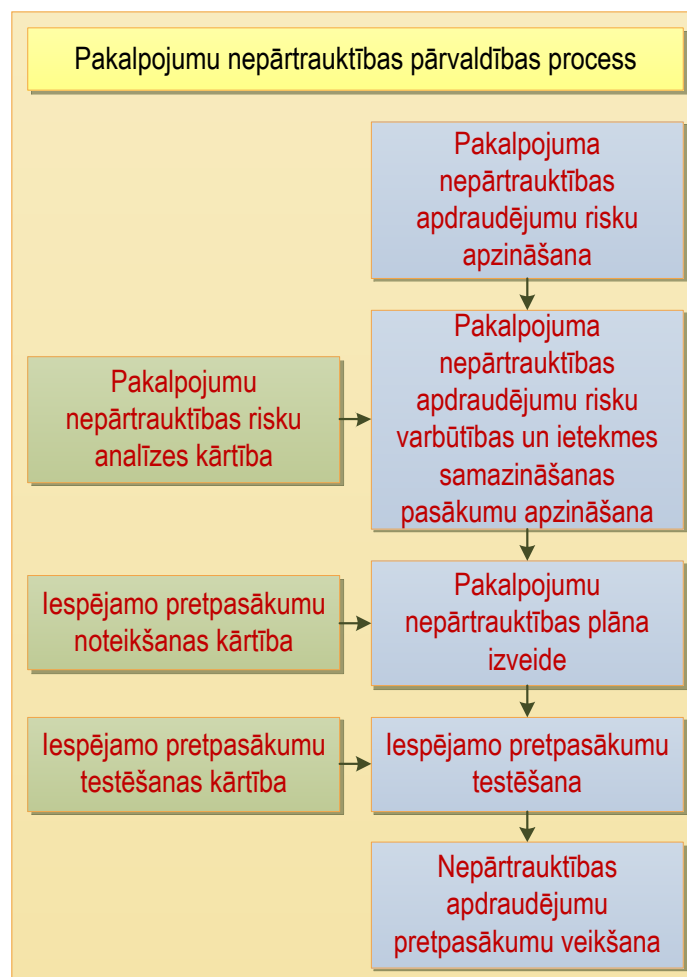 Pakalpojumu nepārtrauktības pārvaldības process
Pakalpojuma
nepārtrauktības
apdraudējumu risku
apzināšana
Pakalpojumu
nepārtrauktības risku
analīzes kārtība
Pakalpojuma
nepārtrauktības
apdraudējumu risku
varbūtības un ietekmes
samazināšanas
pasākumu apzināšana
Iespējamo pretpasākumu
noteikšanas kārtība
Pakalpojumu
nepārtrauktības plāna
izveide
Iespējamo pretpasākumu
testēšanas kārtība
Iespējamo pretpasākumu
testēšana
Nepārtrauktības
apdraudējumu
pretpasākumu veikšana